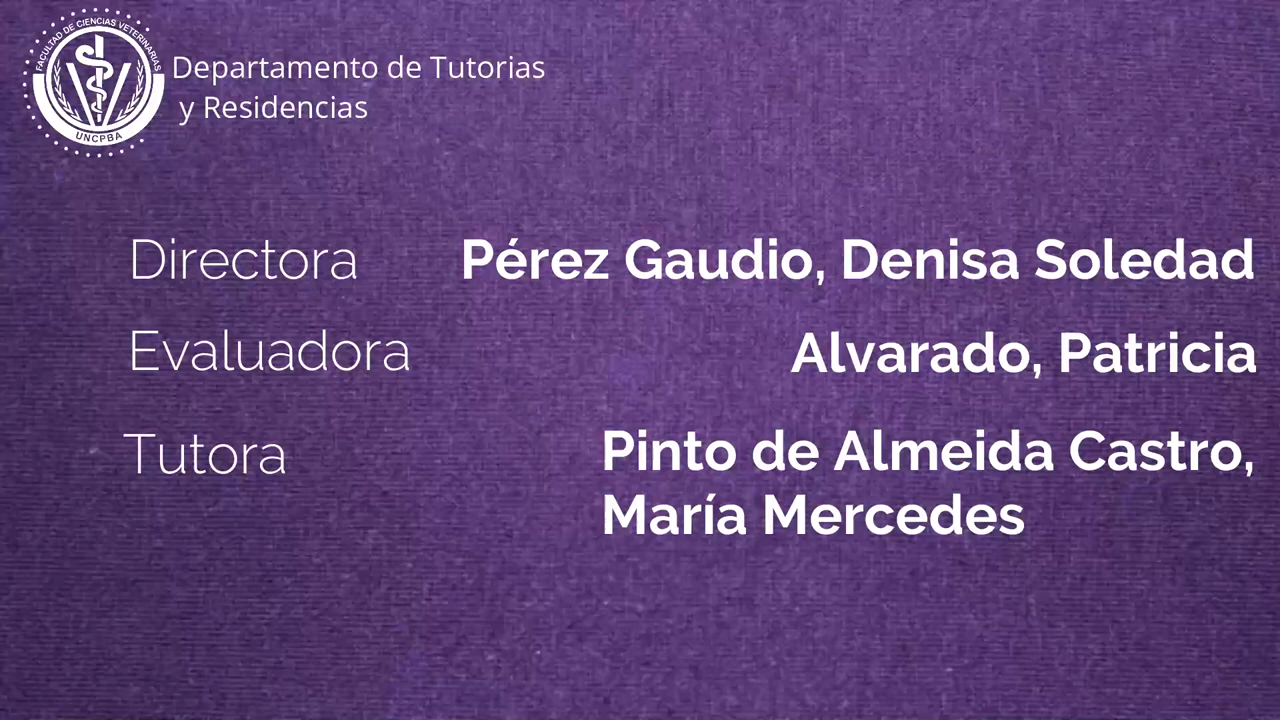 FACULTAD DE CIENCIAS VETERINARIAS
UNCPBA
Departamento de Tutorias
y Residencias
Directora Pérez Gaudio, Denisa Soledad
Evaluadora Alvarado, Patricia
Tutora Pinto de Almeida Castro,
María Mercedes